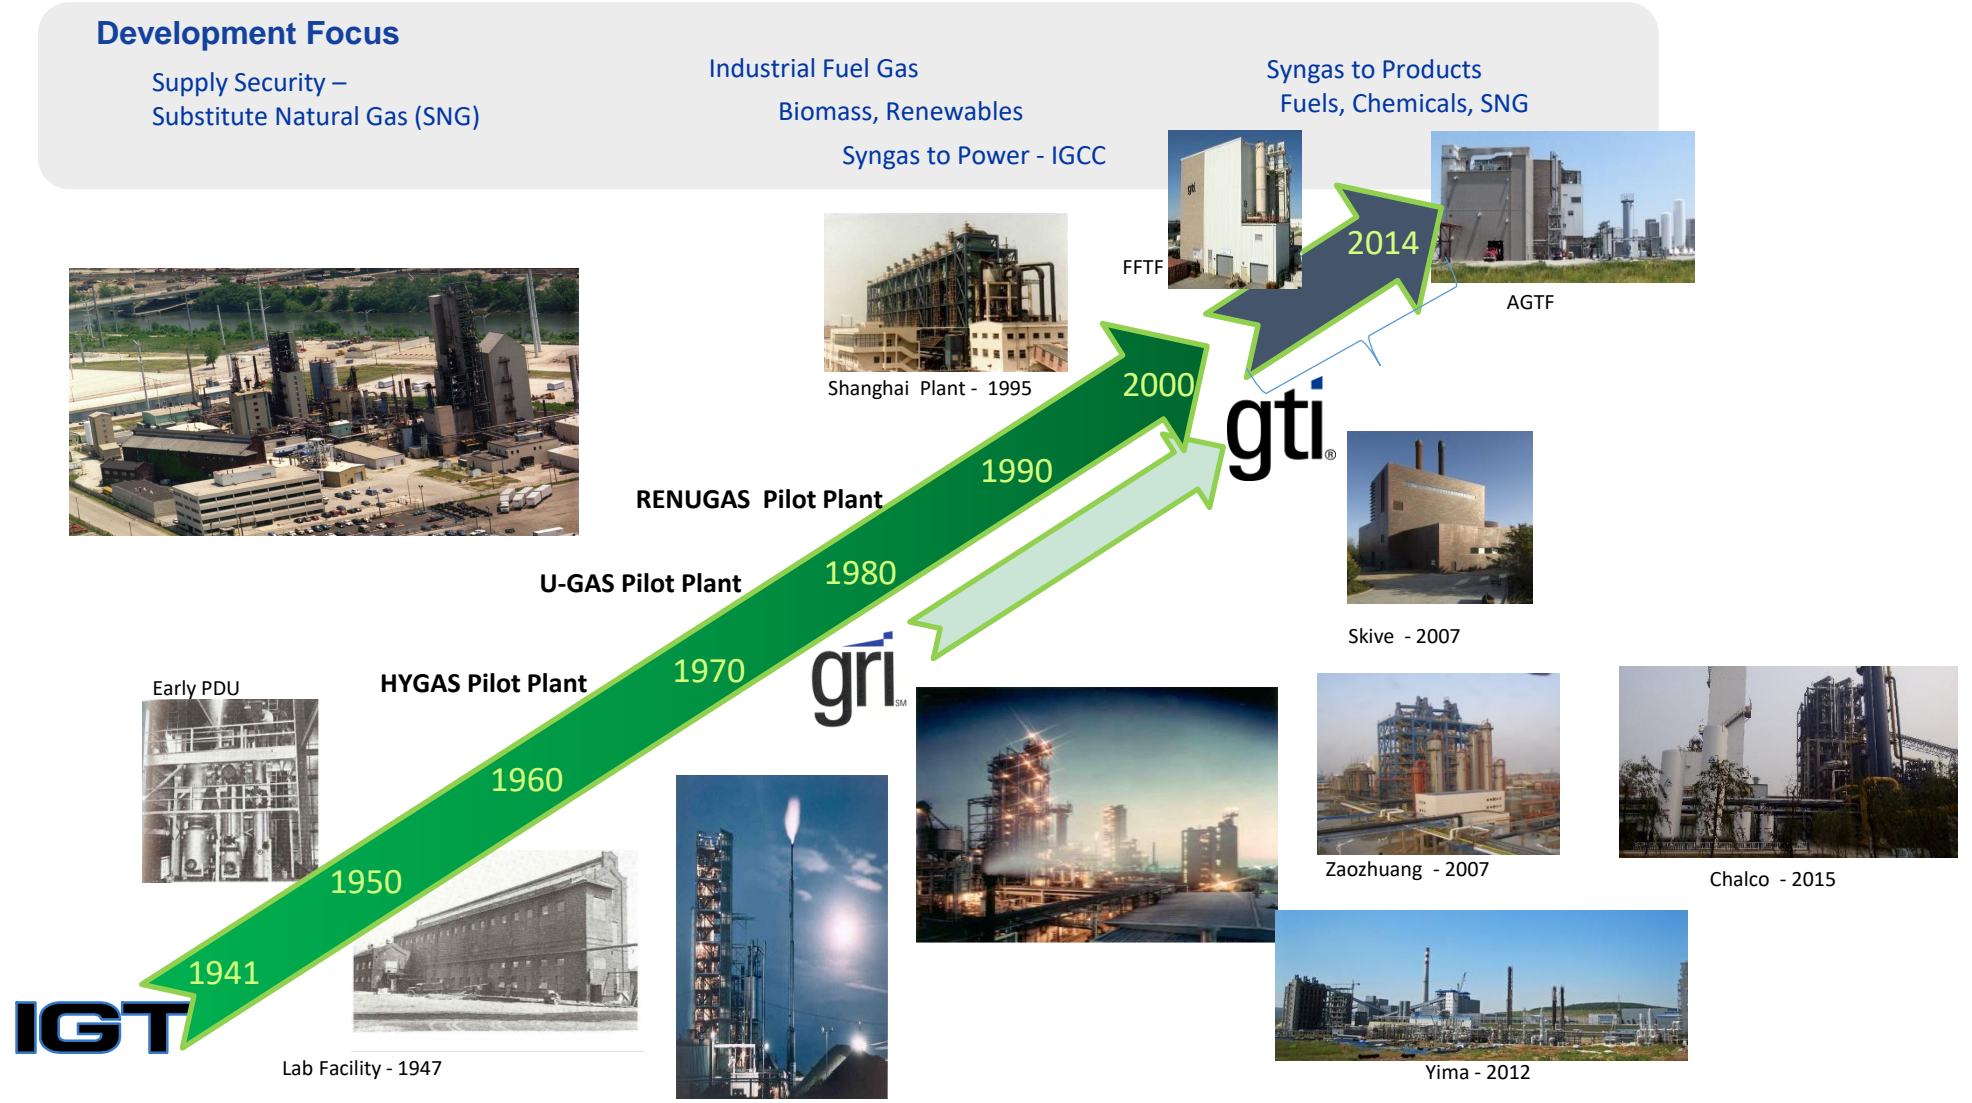 Development Focus
Supply Security –
Substitute Natural Gas (SNG)
Industrial Fuel Gas
Biomass, Renewables
Syngas to Power - IGCC
Syngas to Products
Fuels, Chemicals, SNG
gti
FFTF
2014
AGTF
Shanghai Plant - 1995
2000
gti®
1990
RENUGAS Pilot Plant
1980
U-GAS Pilot Plant
Skive - 2007
1970
gri SM
HYGAS Pilot Plant
Early PDU
1960
1950
Zaozhuang - 2007
Chalco - 2015
1941
IGT
Lab Facility - 1947
Yima - 2012